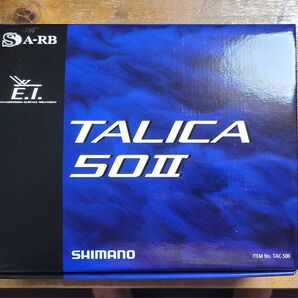 S A-RB
E.I.
TALICA
50II
SHIMANO
ITEM No. TAC-50II